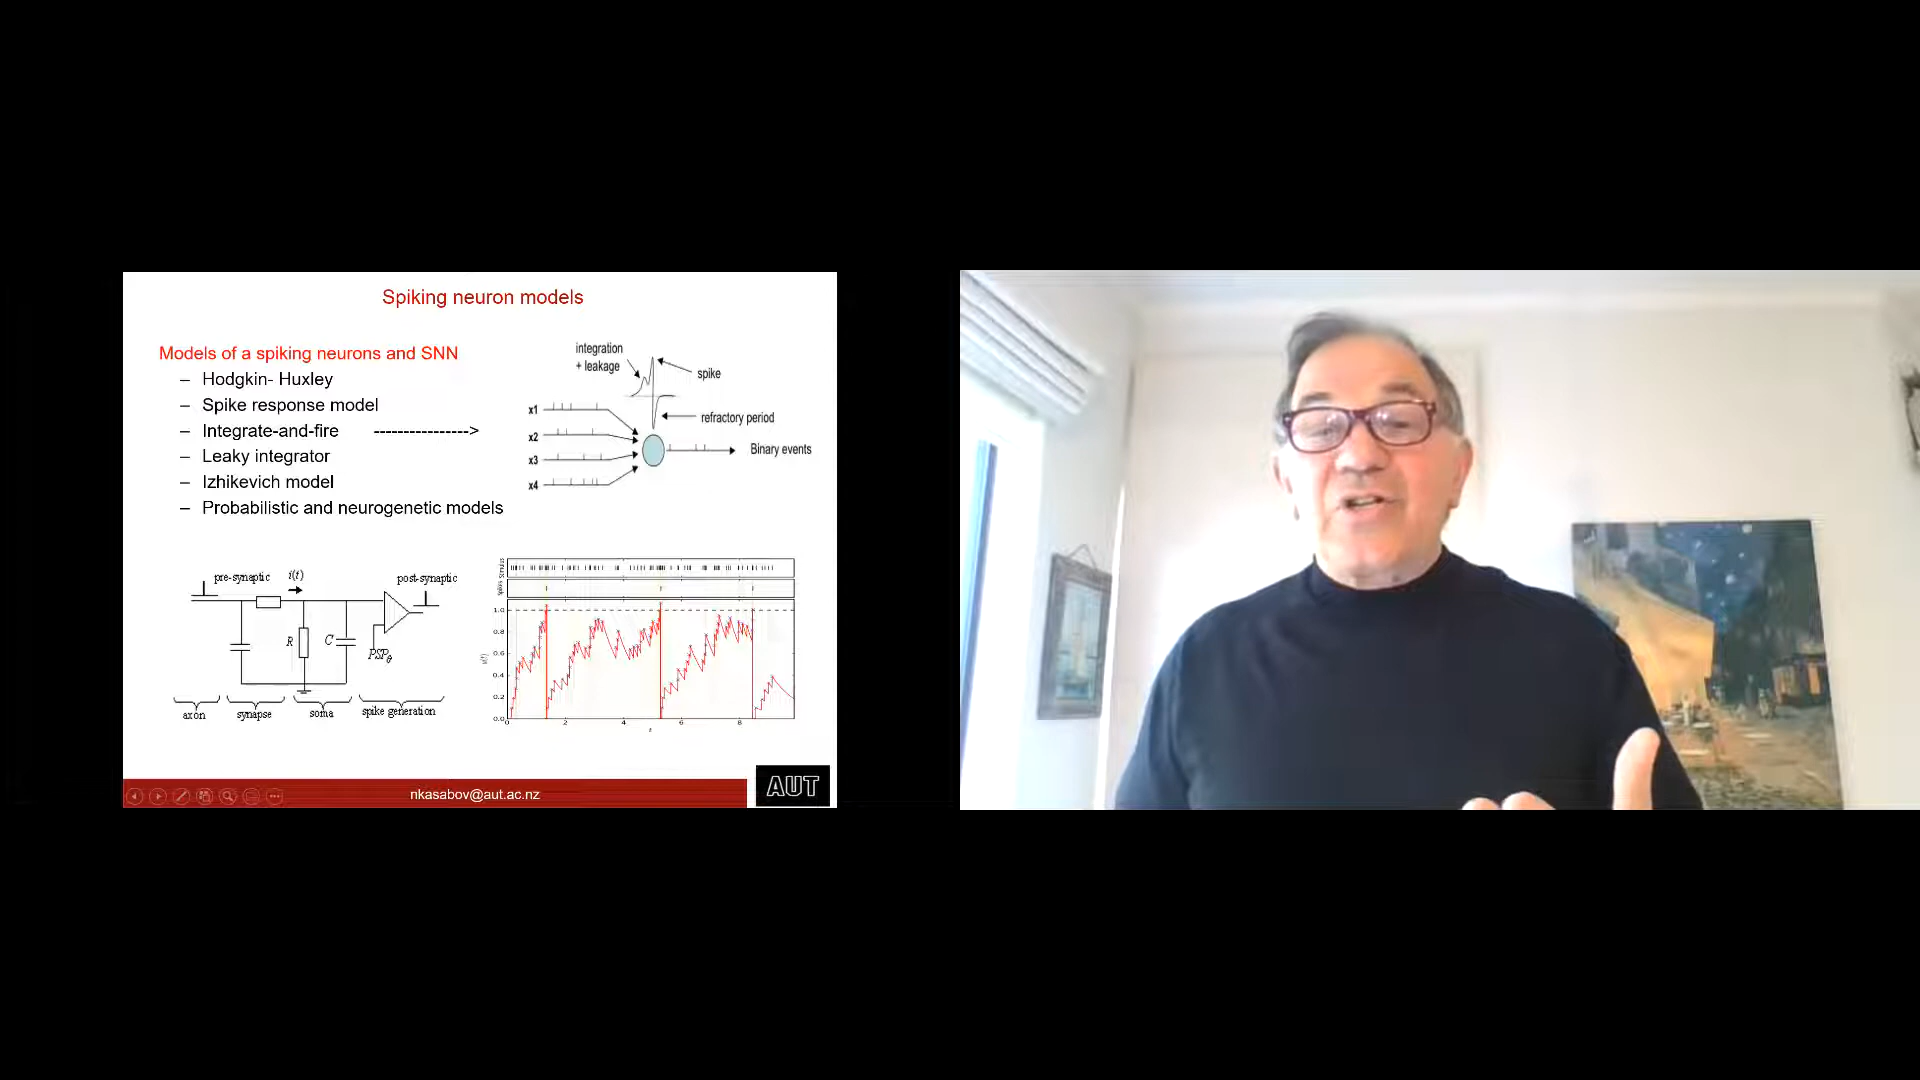 Spiking neuron models
Models of a spiking neurons and SNN
– Hodgkin- Huxley
– Spike response model
– Integrate-and-fire ---------------->
– Leaky integrator
– Izhikevich model
– Probabilistic and neurogenetic models
integration
+ leakage
spike
refractory period
x1
x2
x3
x4
Binary events
pre-synaptic
i(t)
post-synaptic
R
C
PSPθ
axon
synapse
soma
spike generation
Stimulus
Spikes
1.0
0.8
0.6
0.4
0.2
0.0
u(t)
0 2 4 6 8
nkasabov@aut.ac.nz
AUT